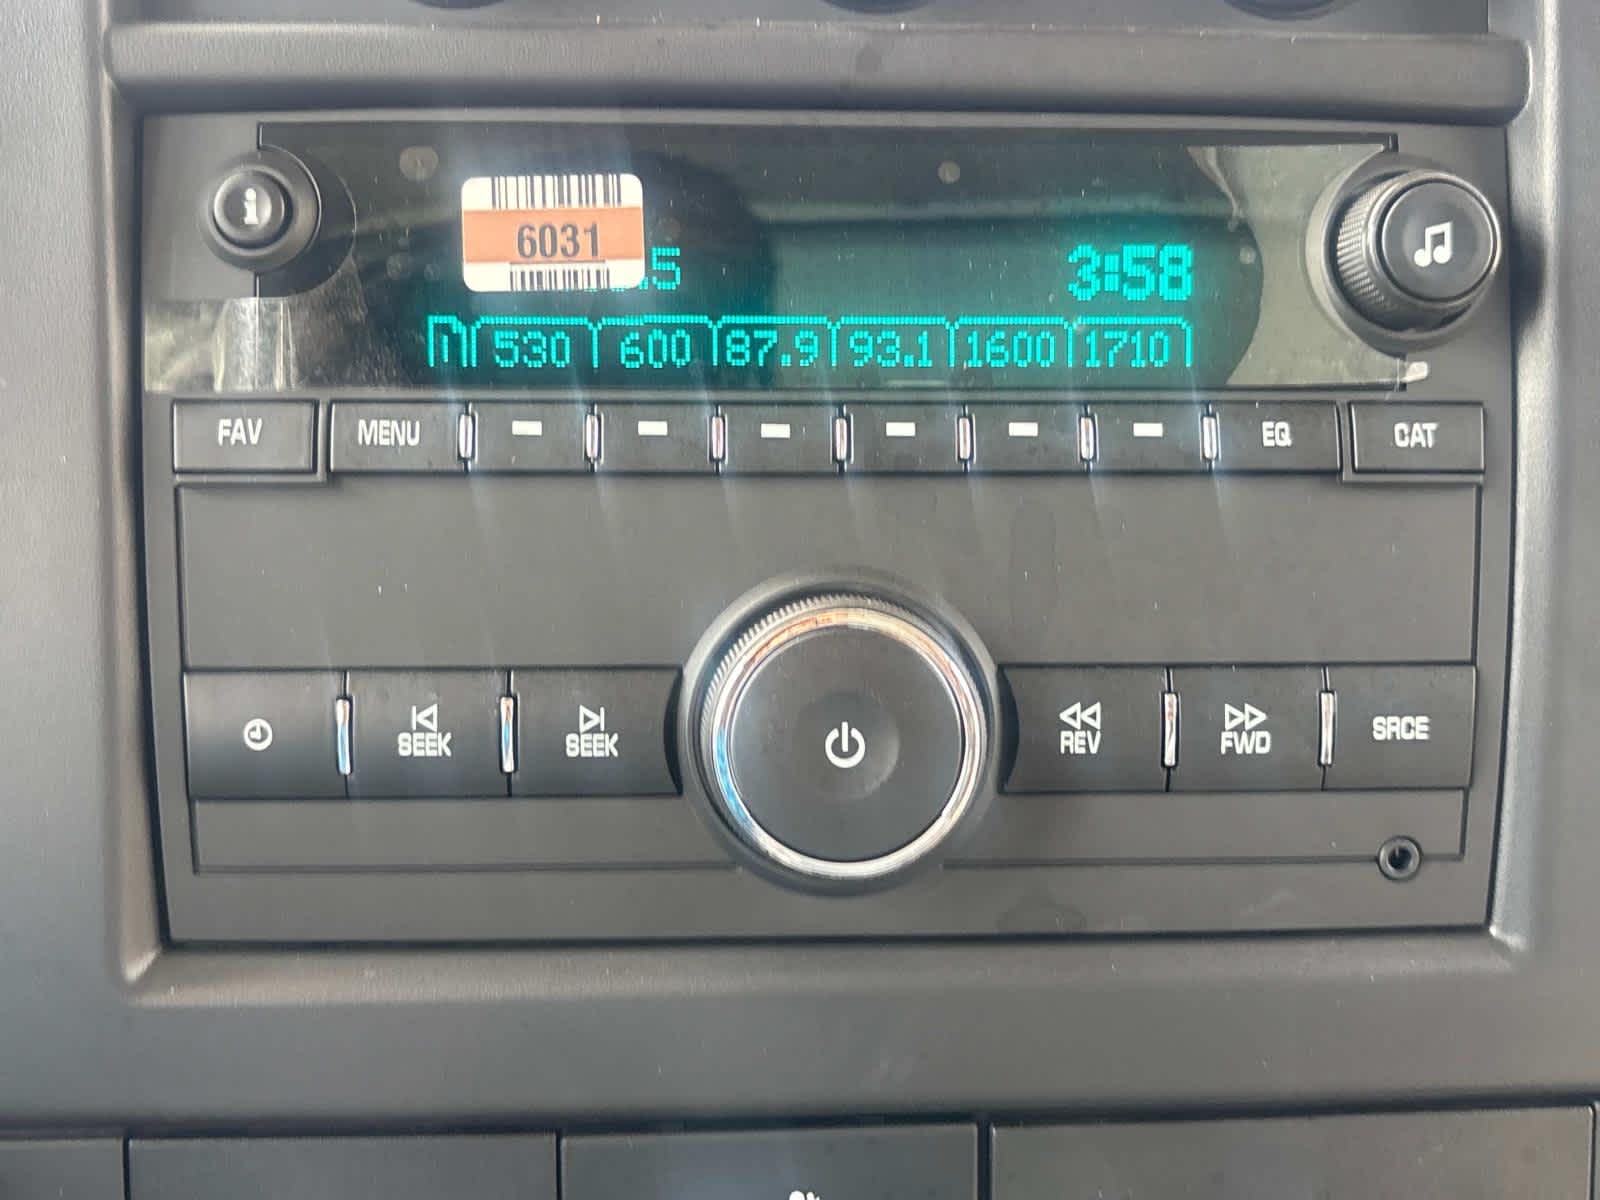 6031
.5
3:58
530 600 87.9 93.1 1600 1710
FAV MENU EQ CAT
SEEK SEEK REV FWD SRCE